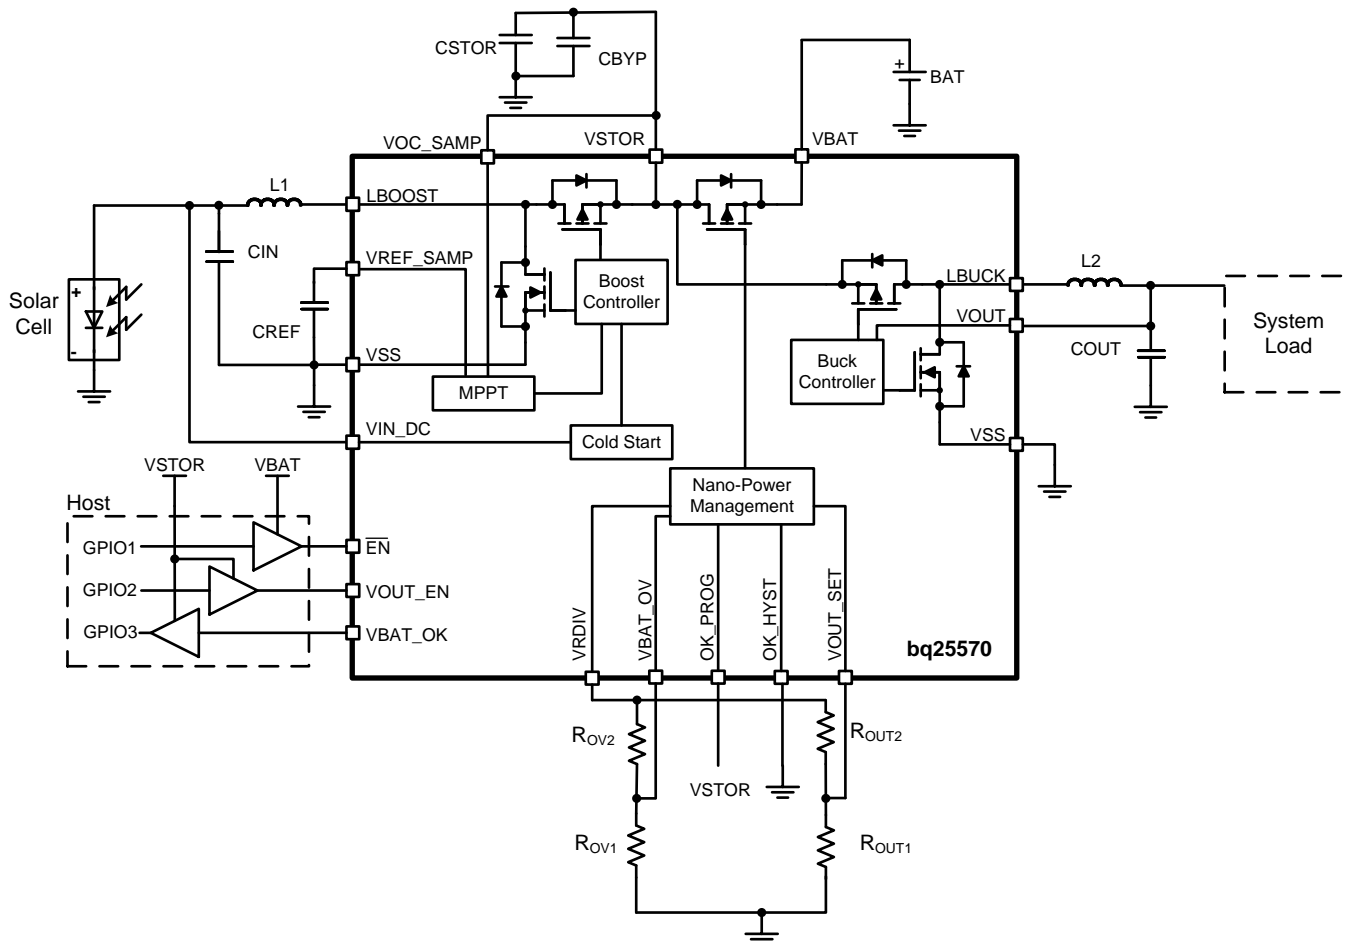 CSTOR
CBYP
BAT
VOC_SAMP
VSTOR
VBAT
L1
LBOOST
CIN
VREF_SAMP
Boost
Controller
LBUCK
L2
Solar
Cell
CREF
VOUT
System
Load
VSS
Buck
Controller
COUT
MPPT
VIN_DC
Cold Start
VSS
VSTOR
VBAT
Nano-Power
Management
Host
GPIO1
EN
GPIO2
VOUT_EN
GPIO3
VBAT_OK
VRDIV
VBAT_OV
OK_PROG
OK_HYST
VOUT_SET
bq25570
ROV2
ROUT2
VSTOR
ROV1
ROUT1